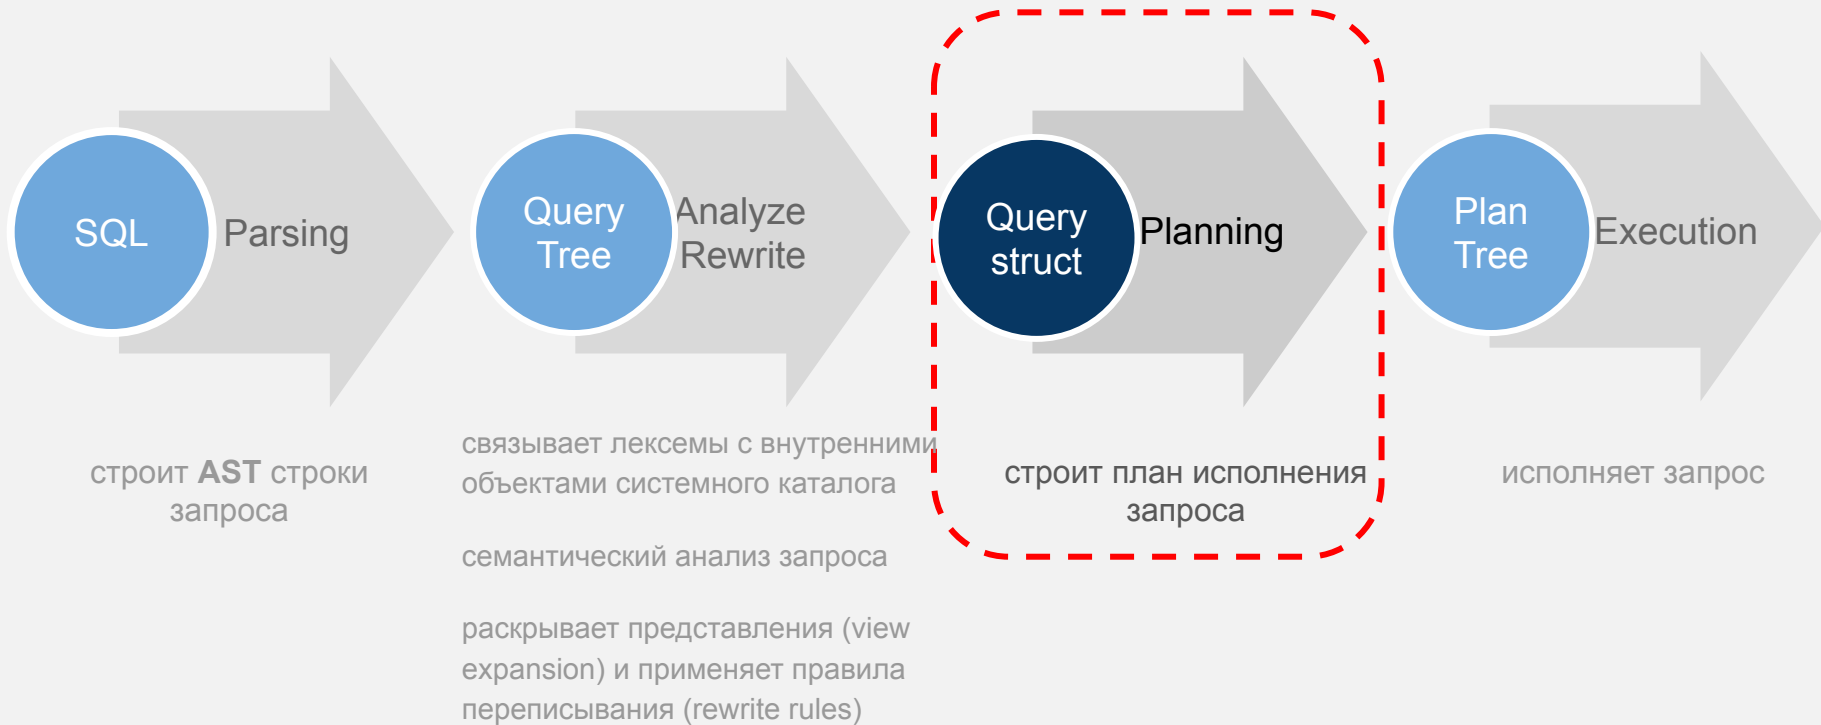 SQL
Parsing
строит AST строки
запроса
Query
Tree
Analyze
Rewrite
связывает лексемы с внутренними
объектами системного каталога
семантический анализ запроса
раскрывает представления (view
expansion) и применяет правила
переписывания (rewrite rules)
Query
struct
Planning
строит план исполнения
запроса
Plan
Tree
Execution
исполняет запрос